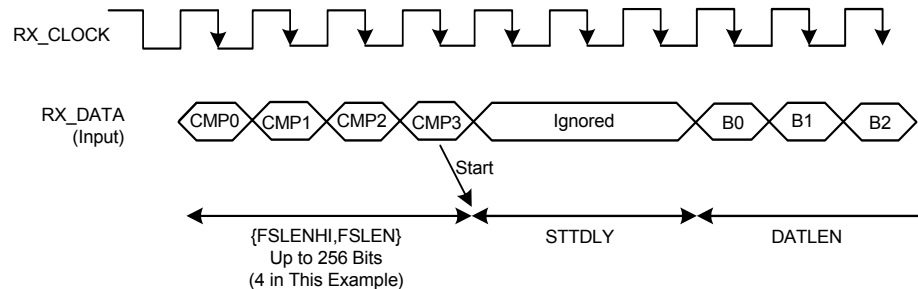 RX_CLOCK
RX_DATA
(Input)
CMP0 CMP1 CMP2 CMP3 Ignored B0 B1 B2
Start
{FSLENHI,FSLEN} STTDLY DATLEN
Up to 256 Bits
(4 in This Example)